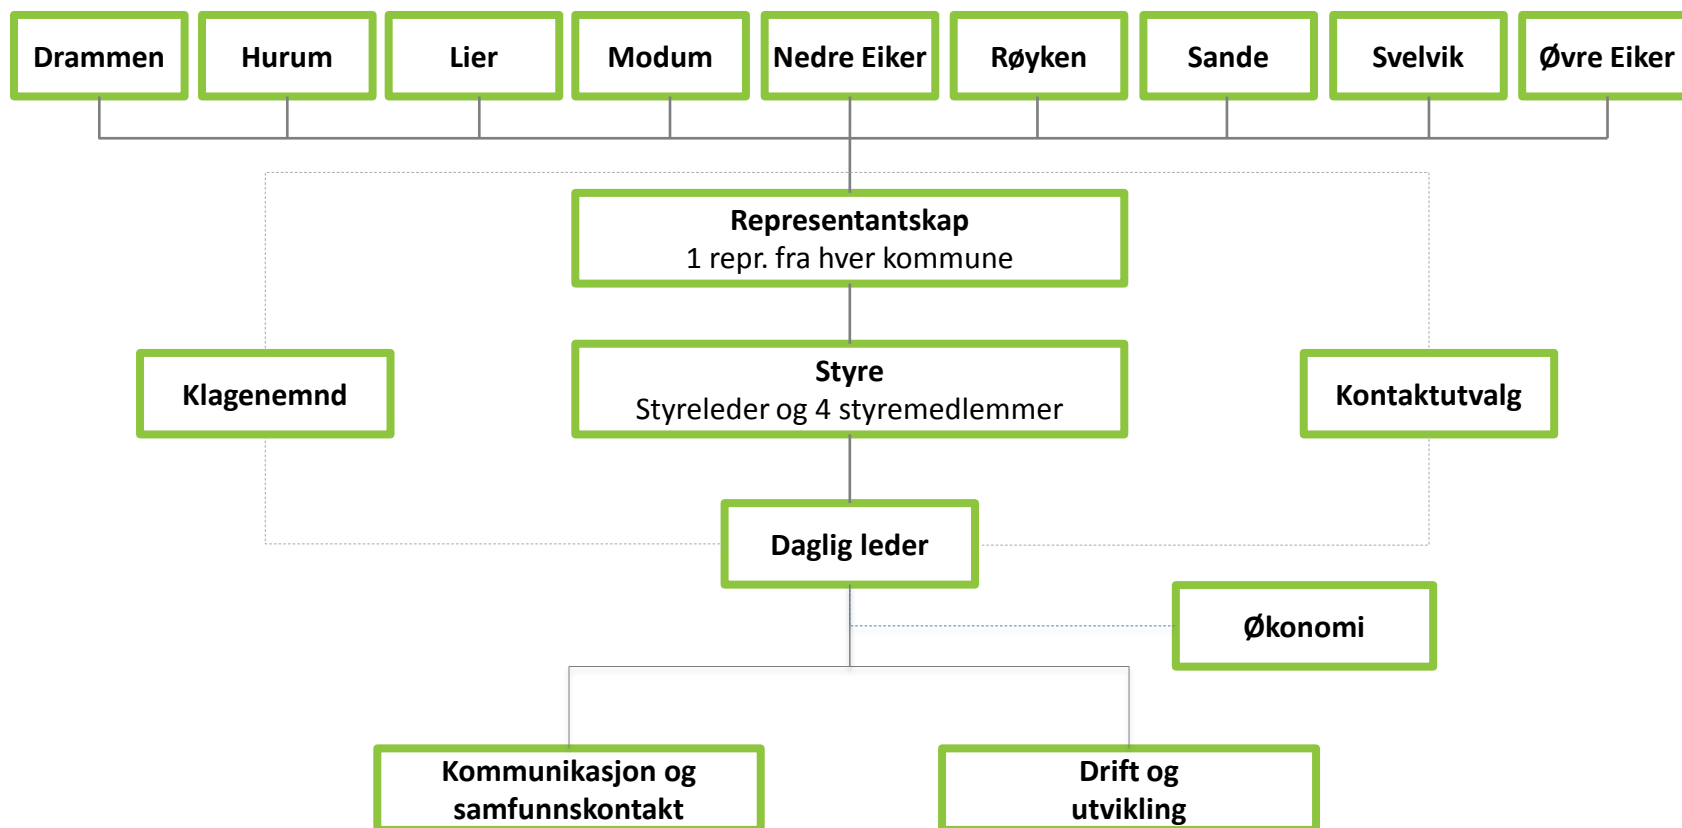 Drammen
Hurum
Lier
Modum
Nedre Eiker
Røyken
Sande
Svelvik
Øvre Eiker
Representantskap
1 repr. fra hver kommune
Klagenemnd
Styre
Styreleder og 4 styremedlemmer
Kontaktutvalg
Daglig leder
Økonomi
Kommunikasjon og
samfunnskontakt
Drift og
utvikling